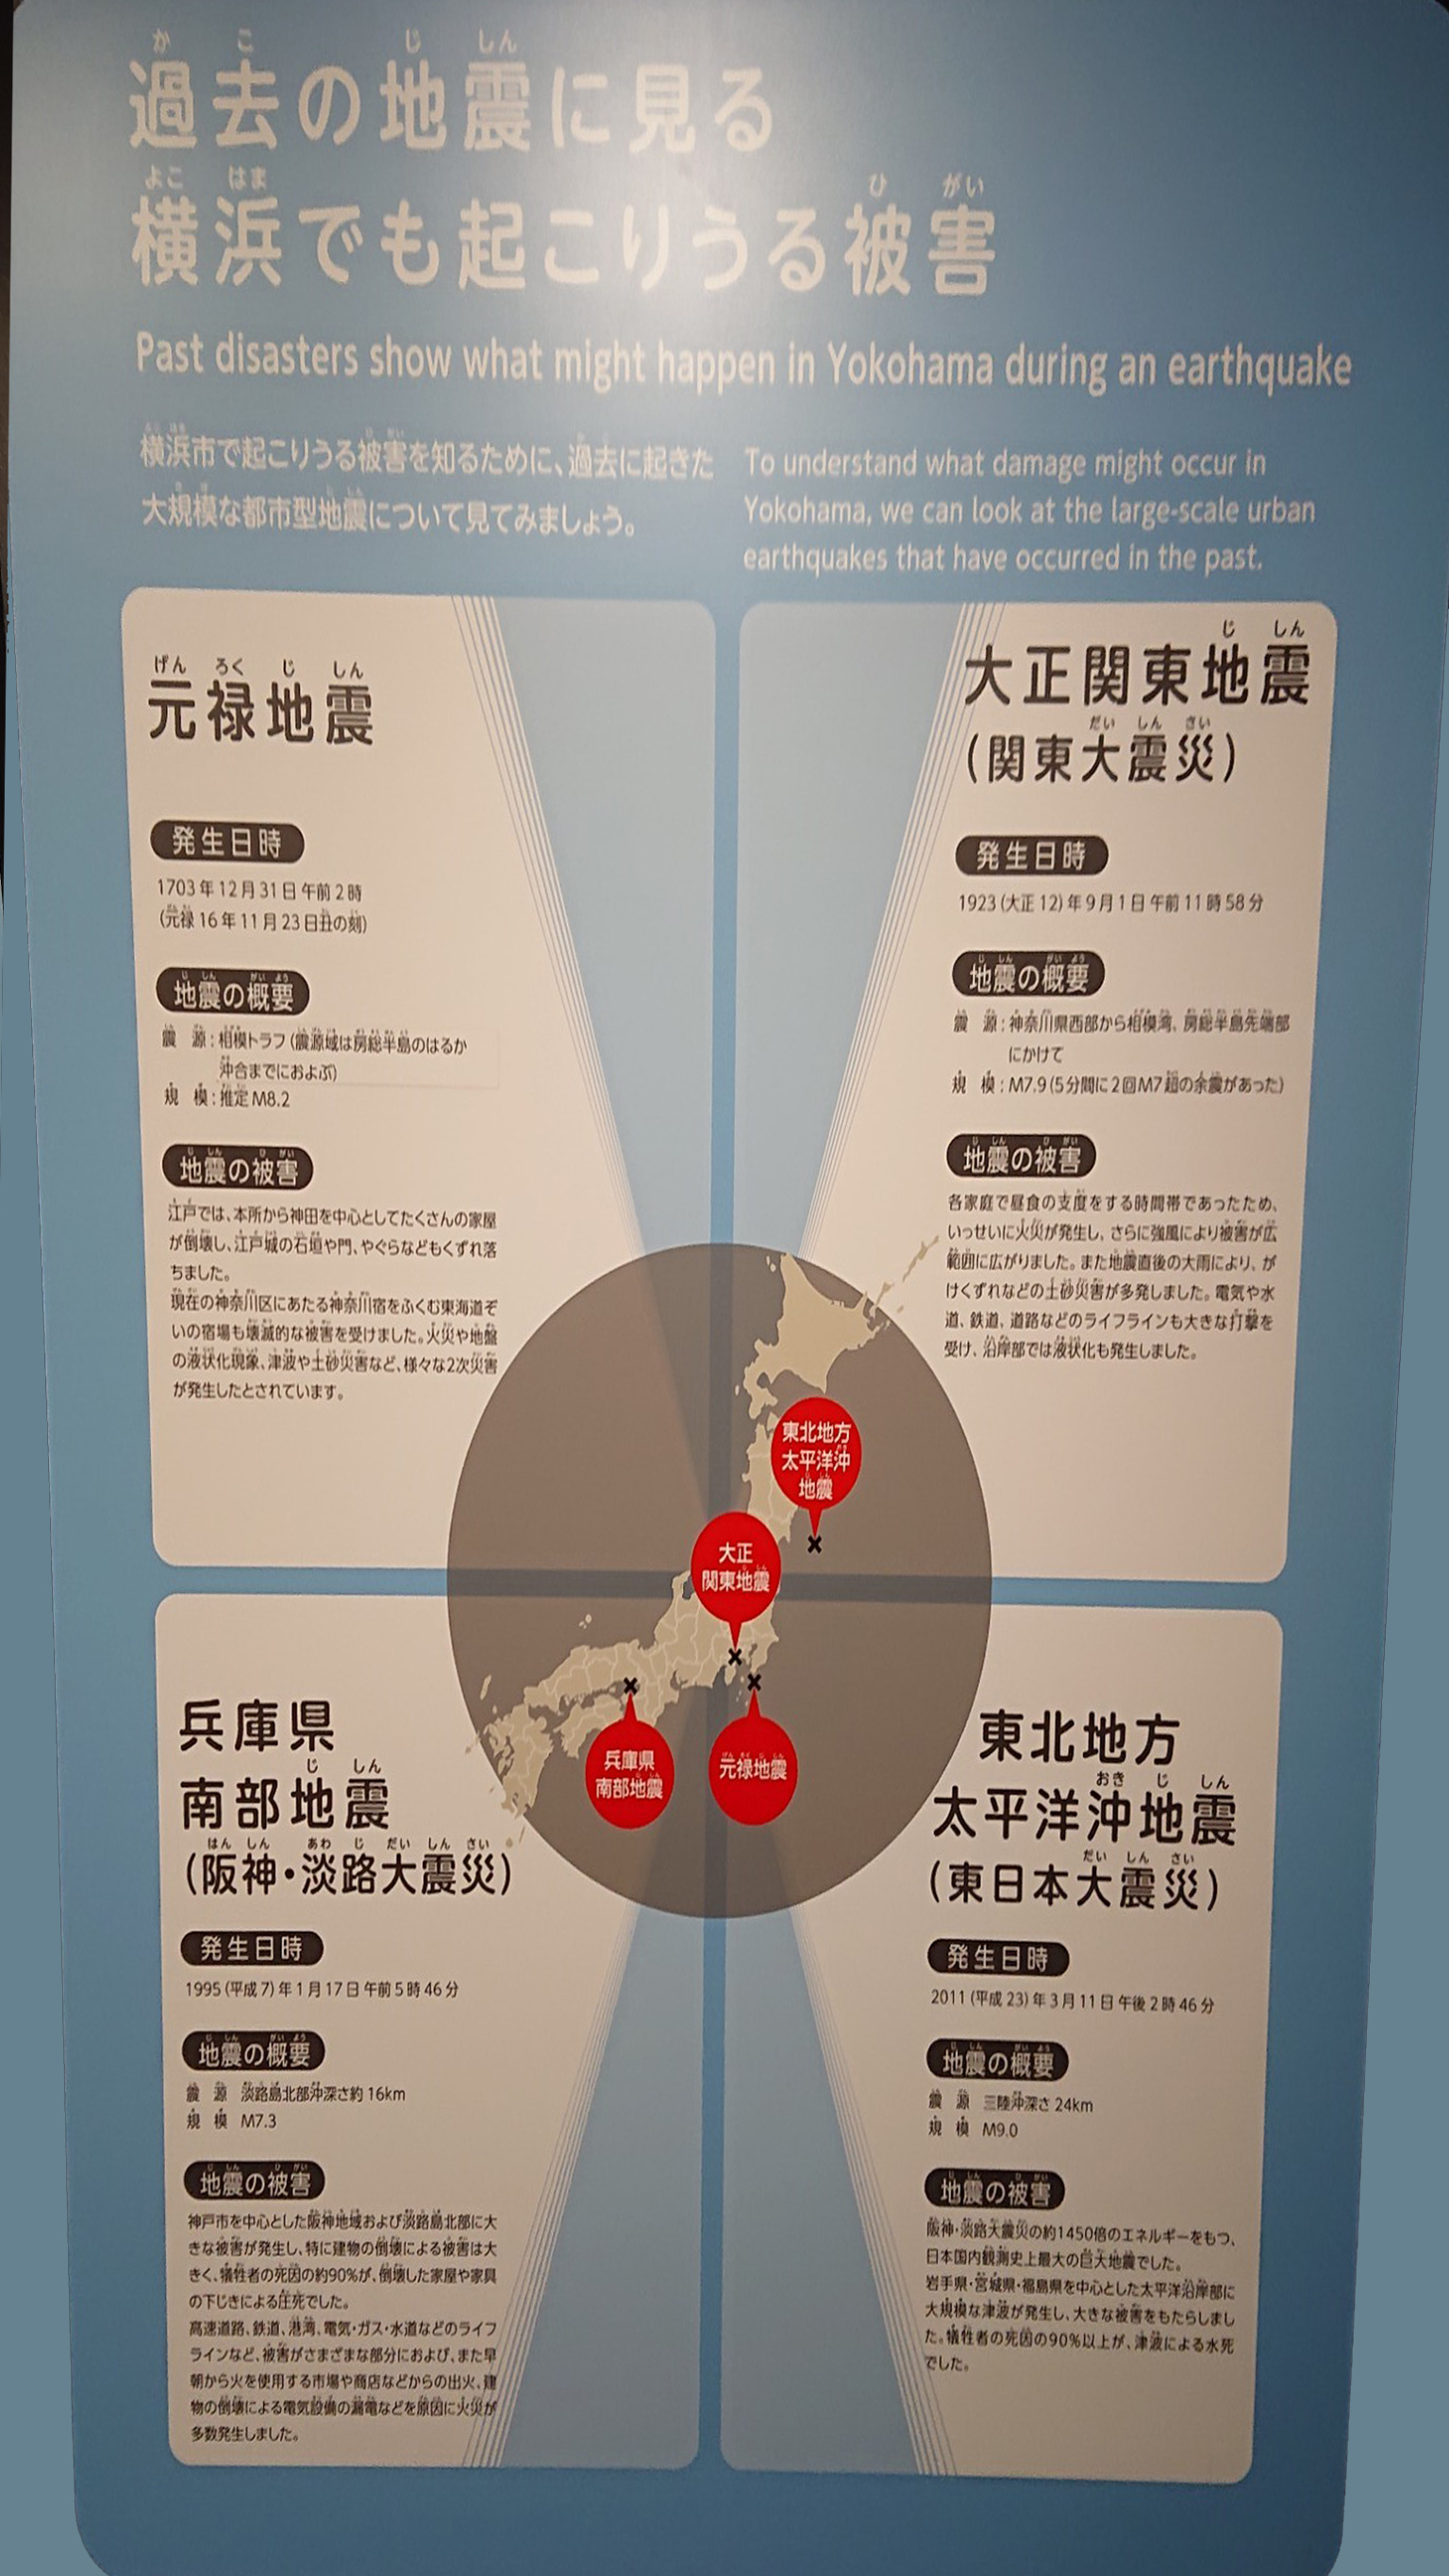 過去の地震に見る
横浜でも起こりうる被害
Past disasters show what might happen in Yokohama during an earthquake
横浜市で起こりうる被害を知るために、過去に起きた
大規模な都市型地震について見てみましょう。
To understand what damage might occur in
Yokohama, we can look at the large-scale urban
earthquakes that have occurred in the past.
元禄地震
発生日時
1703年12月31日 午前2時
(元禄16年11月23日丑の刻)
地震の概要
震 源:相模トラフ(震源域は房総半島のはるか
沖合までにおよぶ)
規 模:推定M8.2
地震の被害
江戸では、本所から神田を中心としてたくさんの家屋
が倒壊し、江戸城の石垣や門、やぐらなどもくずれ落
ちました。
現在の神奈川区にあたる神奈川宿をふくむ東海道ぞ
いの宿場も壊滅的な被害を受けました。火災や地盤
の液状化現象、津波や土砂災害など、様々な2次災害
が発生したとされています。
大正関東地震
(関東大震災)
発生日時
1923(大正12)年9月1日 午前11時58分
地震の概要
震 源:神奈川県西部から相模湾、房総半島先端部
にかけて
規 模:M7.9(5分間に2回M7超の余震があった)
地震の被害
各家庭で昼食の支度をする時間帯であったため、
いっせいに火災が発生し、さらに強風により被害が広
範囲に広がりました。また地震直後の大雨により、が
けくずれなどの土砂災害が多発しました。電気や水
道、鉄道、道路などのライフラインも大きな打撃を
受け、沿岸部では液状化も発生しました。
東北地方
太平洋沖
地震
大正
関東地震
兵庫県
南部地震
元禄地震
兵庫県
南部地震
(阪神・淡路大震災)
発生日時
1995(平成7)年1月17日 午前5時46分
地震の概要
震 源 淡路島北部沖深さ約16km
規 模 M7.3
地震の被害
神戸市を中心とした阪神地域および淡路島北部に大
きな被害が発生し、特に建物の倒壊による被害は大
きく、犠牲者の死因の約90%が、倒壊した家屋や家具
の下じきによる圧死でした。
高速道路、鉄道、港湾、電気・ガス・水道などのライフ
ラインなど、被害がさまざまな部分におよび、また早
朝から火を使用する市場や商店などからの出火、建
物の倒壊による電気設備の漏電などを原因に火災が
多数発生しました。
東北地方
太平洋沖地震
(東日本大震災)
発生日時
2011(平成23)年3月11日 午後2時46分
地震の概要
震 源 三陸沖深さ24km
規 模 M9.0
地震の被害
阪神・淡路大震災の約1450倍のエネルギーをもつ、
日本国内観測史上最大の巨大地震でした。
岩手県・宮城県・福島県を中心とした太平洋沿岸部に
大規模な津波が発生し、大きな被害をもたらしまし
た。犠牲者の死因の90%以上が、津波による水死
でした。